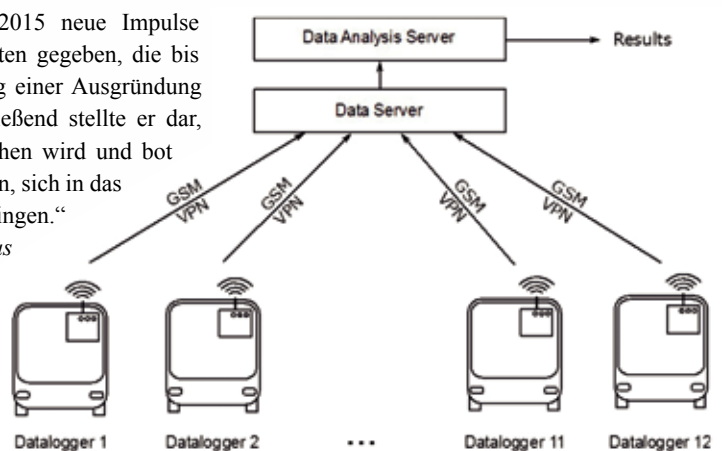 2015 neue Impulse
ten gegeben, die bis
g einer Ausgründung
eßend stellte er dar,
hen wird und bot
n, sich in das
ingen.“
us
Data Analysis Server
Results
Data Server
GSM
VPN
GSM
VPN
GSM
VPN
GSM
VPN
Datalogger 1
Datalogger 2
...
Datalogger 11
Datalogger 12